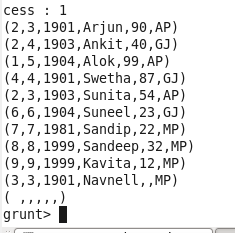 cess : 1
(2,3,1901,Arjun,90,AP)
(2,4,1903,Ankit,40,GJ)
(1,5,1904,Alok,99,AP)
(4,4,1901,Swetha,87,GJ)
(2,3,1903,Sunita,54,AP)
(6,6,1904,Suneel,23,GJ)
(7,7,1981,Sandip,22,MP)
(8,8,1999,Sandeep,32,MP)
(9,9,1999,Kavita,12,MP)
(3,3,1901,Navnell,,MP)
( ,,,,,)
grunt>